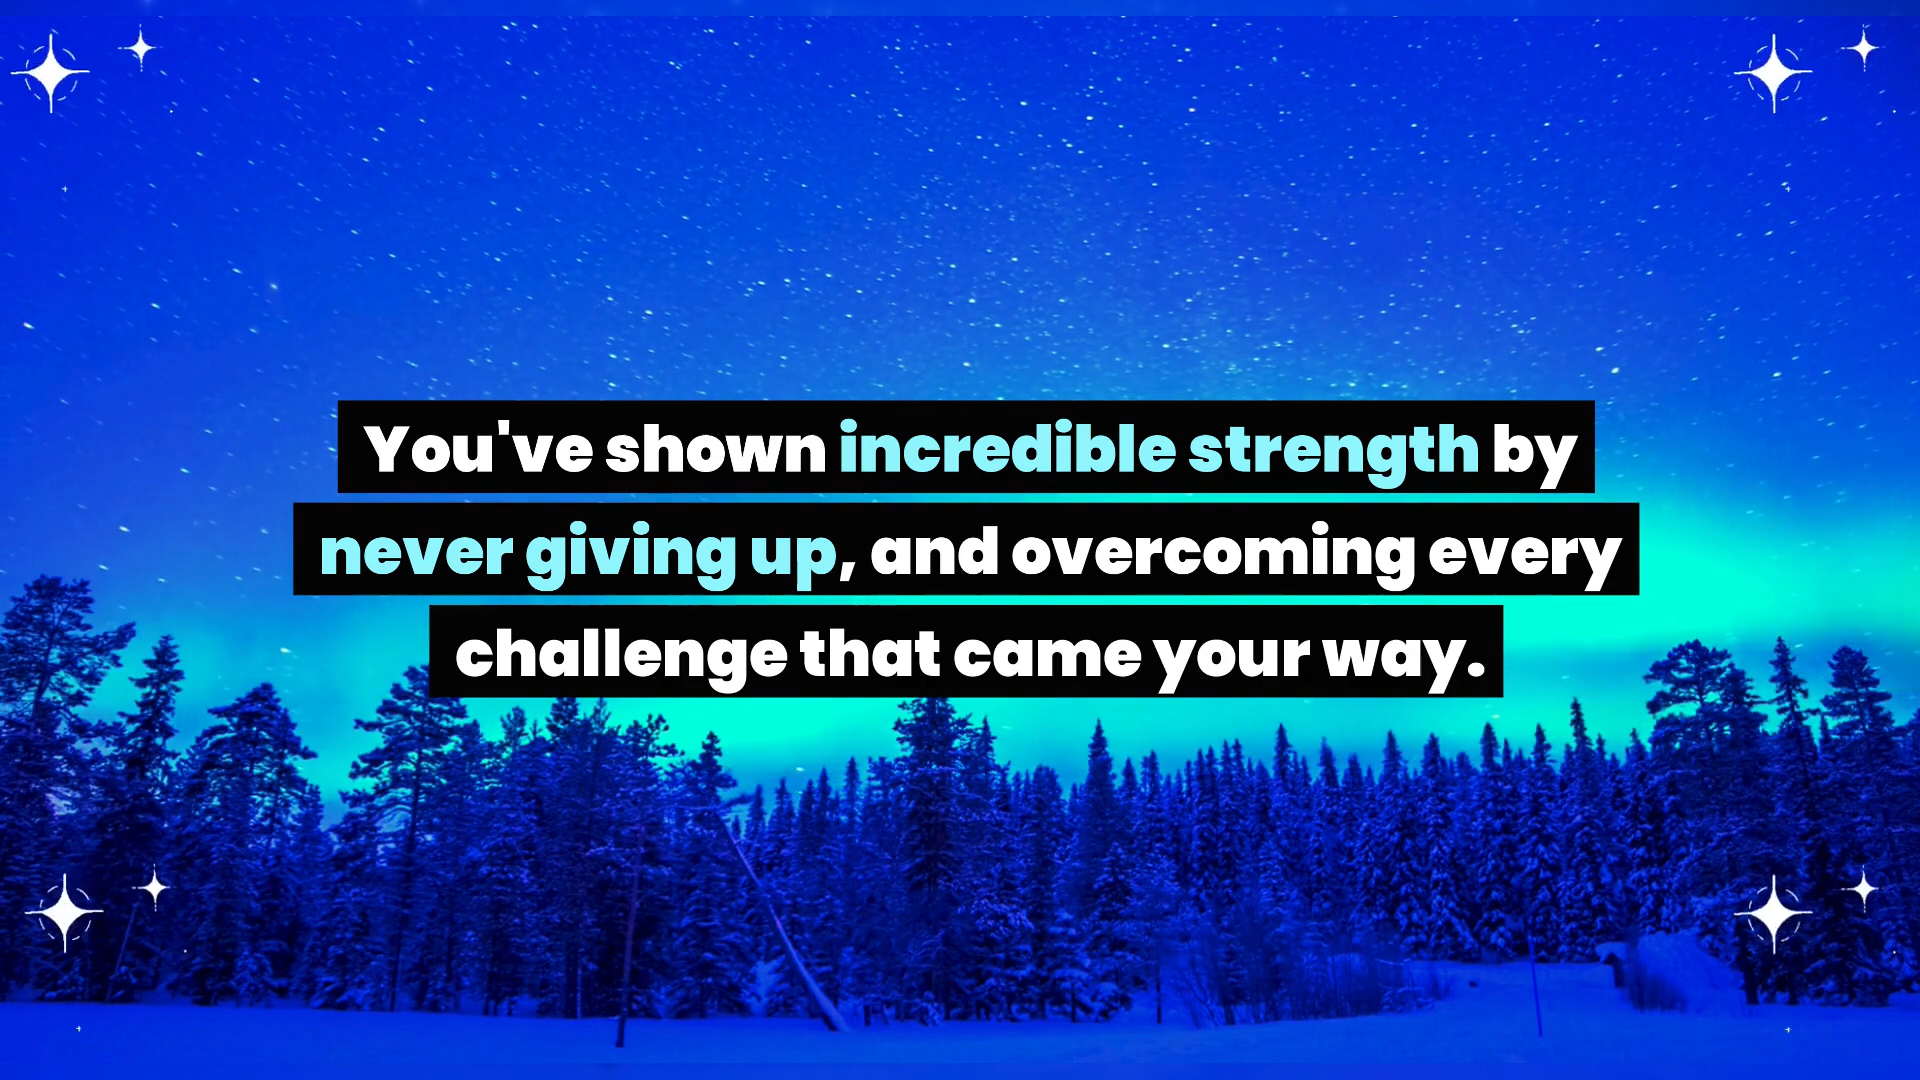 You've shown incredible strength by
never giving up, and overcoming every
challenge that came your way.